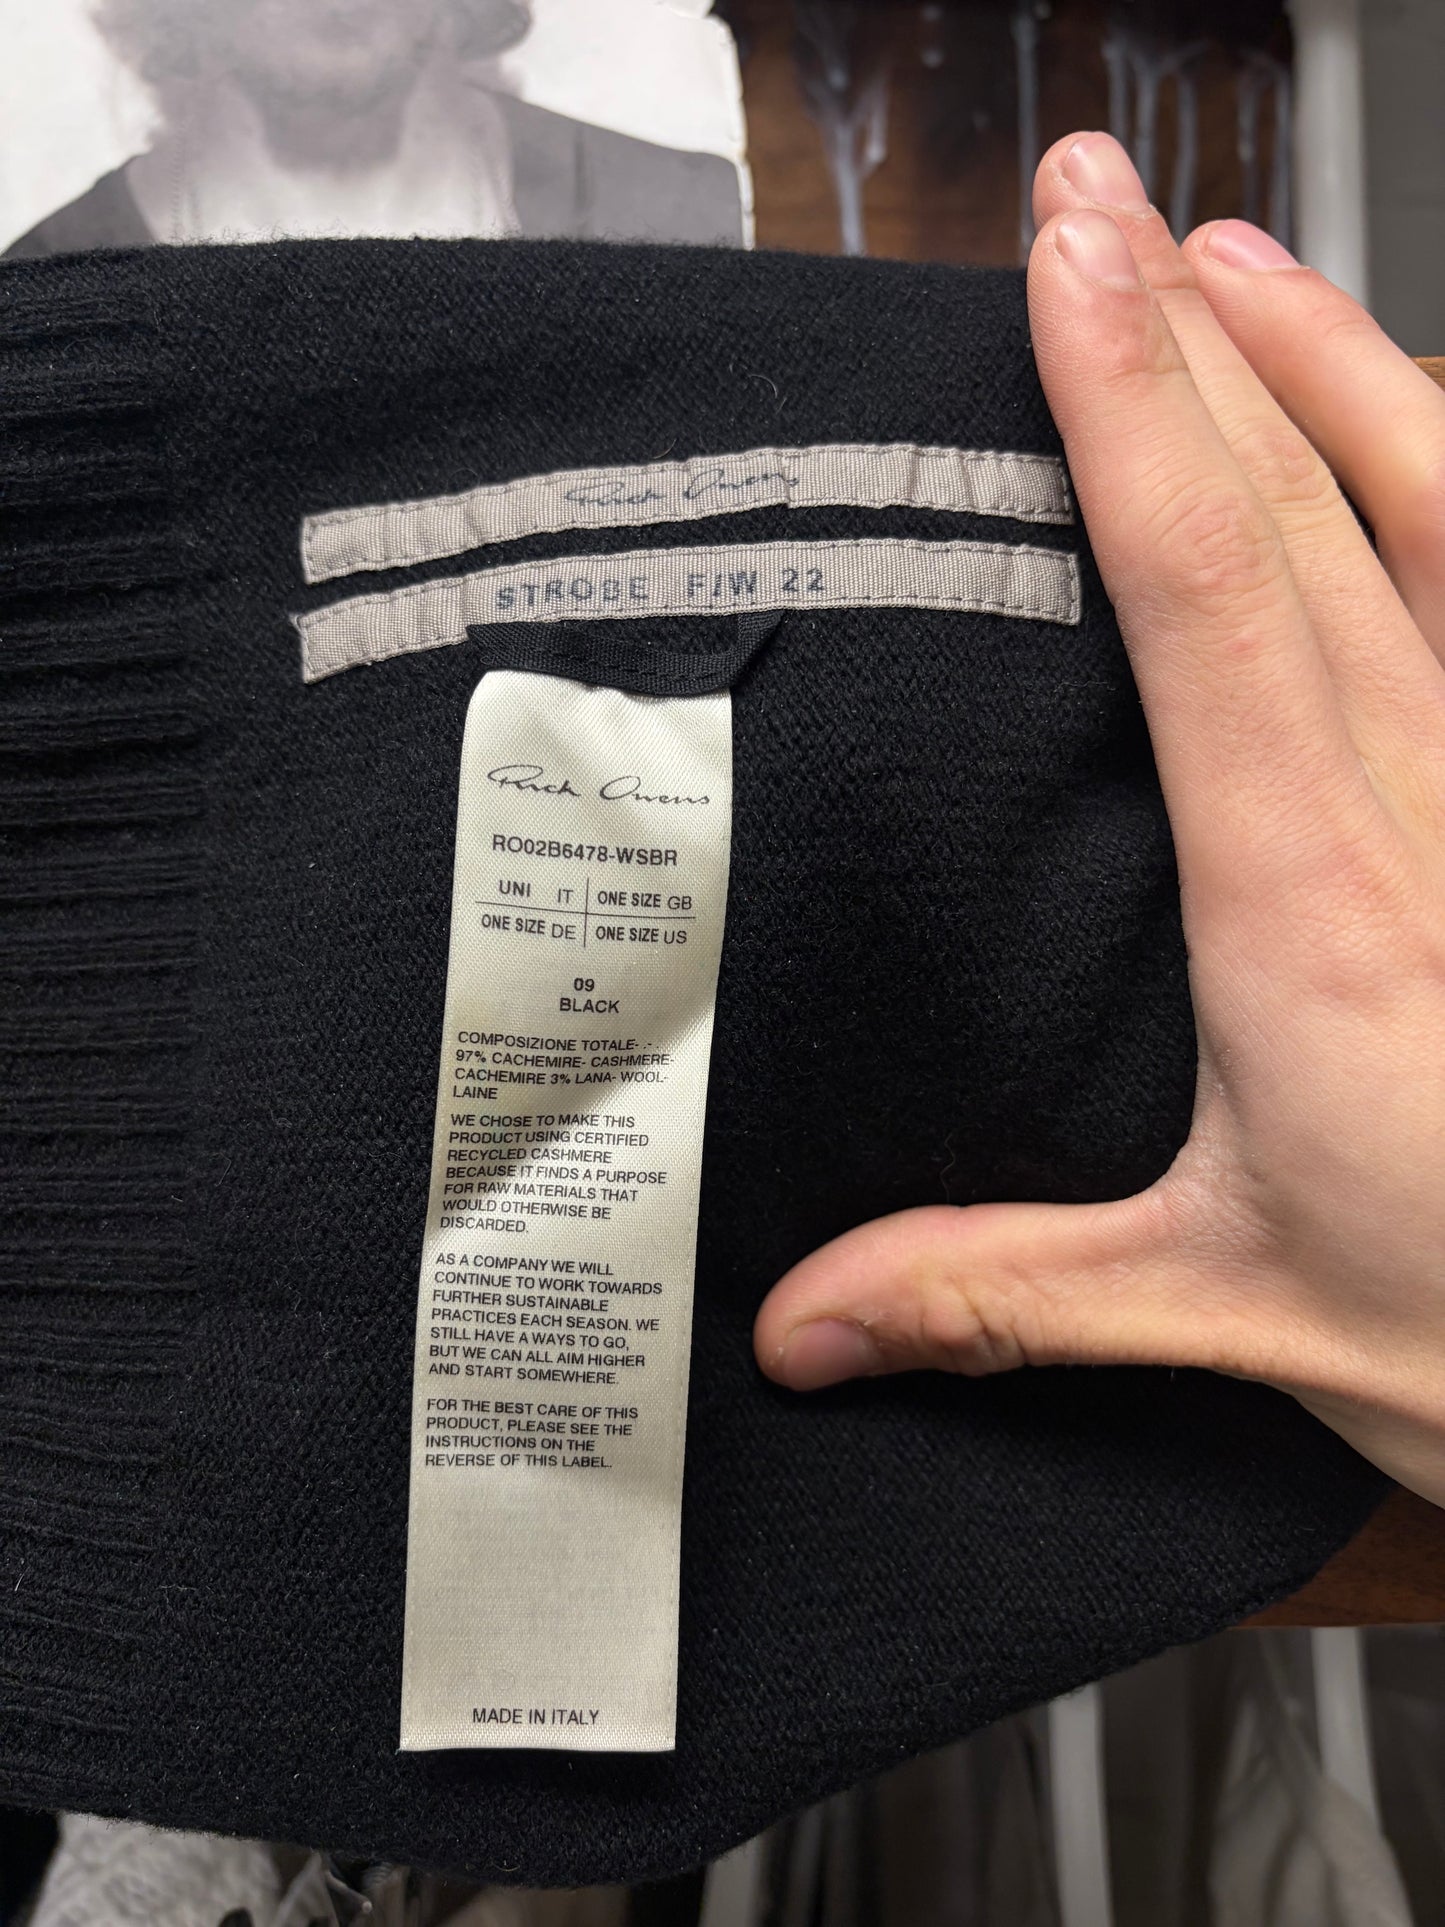 Rick Owens
STROBE F/W 22
Rick Owens
RO02B6478-WSBR
UNI IT ONE SIZE GB
ONE SIZE DE ONE SIZE US
09
BLACK
COMPOSIZIONE TOTALE- .- .
97% CACHEMIRE- CASHMERE-
CACHEMIRE 3% LANA- WOOL-
LAINE
WE CHOSE TO MAKE THIS
PRODUCT USING CERTIFIED
RECYCLED CASHMERE
BECAUSE IT FINDS A PURPOSE
FOR RAW MATERIALS THAT
WOULD OTHERWISE BE
DISCARDED.
AS A COMPANY WE WILL
CONTINUE TO WORK TOWARDS
FURTHER SUSTAINABLE
PRACTICES EACH SEASON. WE
STILL HAVE A WAYS TO GO,
BUT WE CAN ALL AIM HIGHER
AND START SOMEWHERE.
FOR THE BEST CARE OF THIS
PRODUCT, PLEASE SEE THE
INSTRUCTIONS ON THE
REVERSE OF THIS LABEL.
MADE IN ITALY